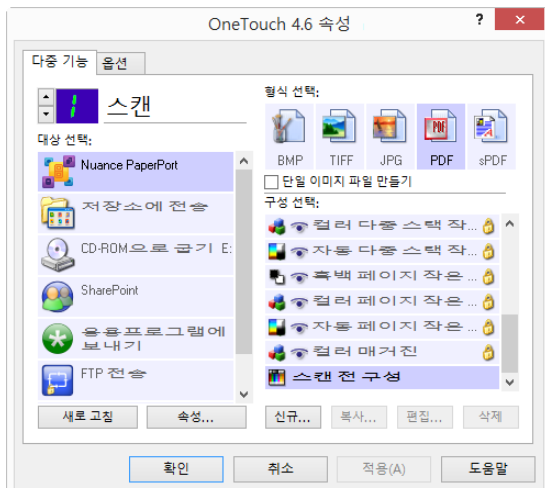 OneTouch 4.6 속성
?
다중 기능
옵션
1
스캔
대상 선택:
Nuance PaperPort
저장소에 전송
CD-ROM으로 굽기 E:
SharePoint
응용프로그램에
보내기
FTP 전송
새로 고침
속성...
형식 선택:
BMP
TIFF
JPG
PDF
sPDF
단일 이미지 파일 만들기
구성 선택:
컬러 다중 스택 작...
자동 다중 스택 작...
흑백 페이지 작은 ...
컬러 페이지 작은 ...
자동 페이지 작은 ...
컬러 매거진
스캔 전 구성
신규...
복사...
편집...
삭제
확인
취소
적용(A)
도움말